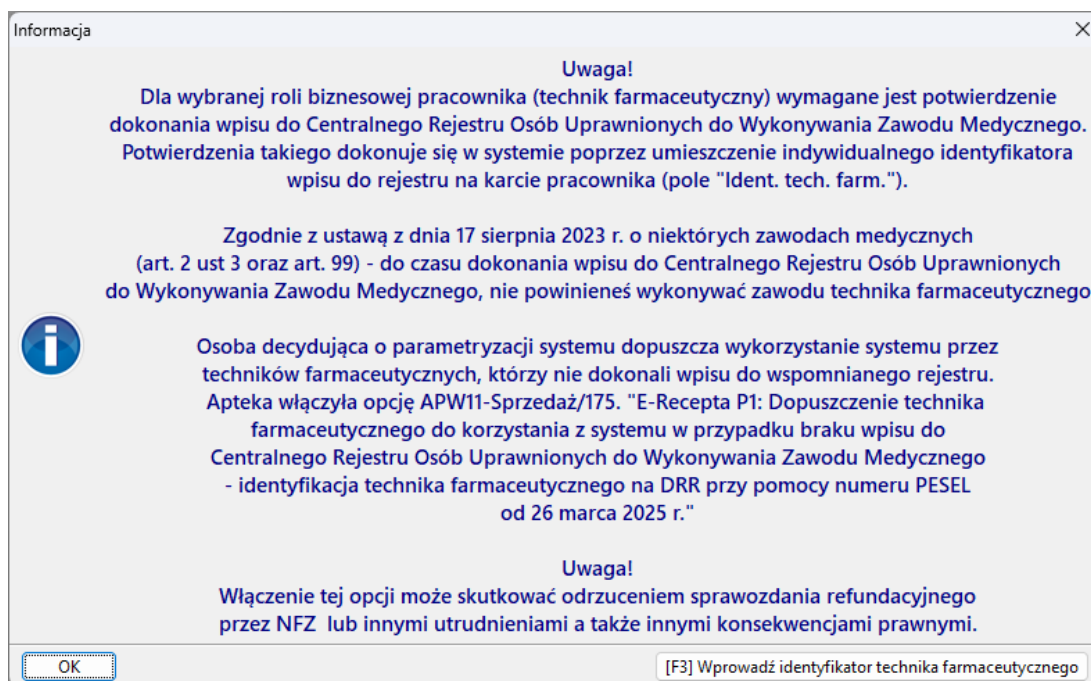 Informacja
Uwaga!
Dla wybranej roli biznesowej pracownika (technik farmaceutyczny) wymagane jest potwierdzenie
dokonania wpisu do Centralnego Rejestru Osób Uprawnionych do Wykonywania Zawodu Medycznego.
Potwierdzenia takiego dokonuje się w systemie poprzez umieszczenie indywidualnego identyfikatora
wpisu do rejestru na karcie pracownika (pole "Ident. tech. farm.").
Zgodnie z ustawą z dnia 17 sierpnia 2023 r. o niektórych zawodach medycznych
(art. 2 ust 3 oraz art. 99) - do czasu dokonania wpisu do Centralnego Rejestru Osób Uprawnionych
do Wykonywania Zawodu Medycznego, nie powinieneś wykonywać zawodu technika farmaceutycznego
Osoba decydująca o parametryzacji systemu dopuszcza wykorzystanie systemu przez
techników farmaceutycznych, którzy nie dokonali wpisu do wspomnianego rejestru.
Apteka włączyła opcję APW11-Sprzedaż/175. "E-Recepta P1: Dopuszczenie technika
farmaceutycznego do korzystania z systemu w przypadku braku wpisu do
Centralnego Rejestru Osób Uprawnionych do Wykonywania Zawodu Medycznego
- identyfikacja technika farmaceutycznego na DRR przy pomocy numeru PESEL
od 26 marca 2025 r."
Uwaga!
Włączenie tej opcji może skutkować odrzuceniem sprawozdania refundacyjnego
przez NFZ lub innymi utrudnieniami a także innymi konsekwencjami prawnymi.
OK
[F3] Wprowadź identyfikator technika farmaceutycznego